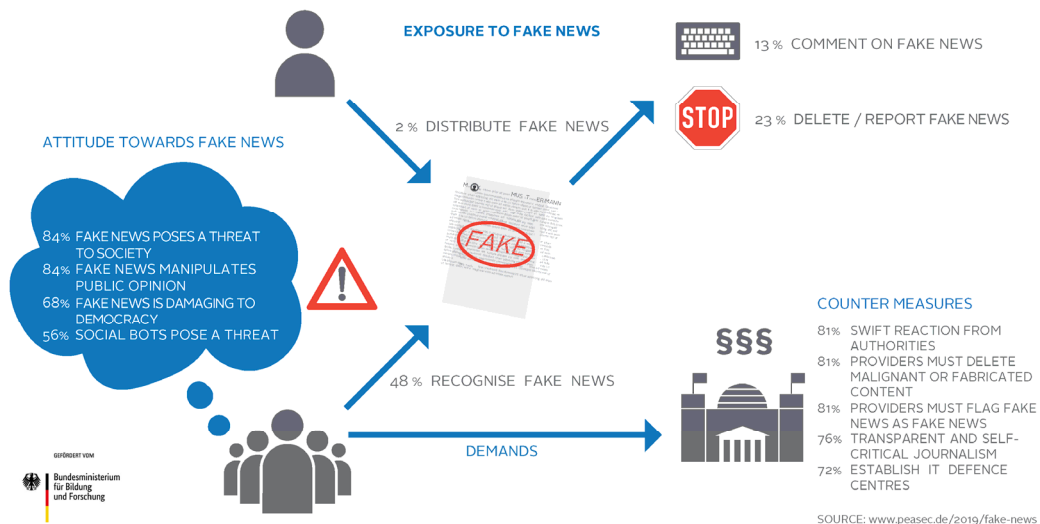 EXPOSURE TO FAKE NEWS
13 % COMMENT ON FAKE NEWS
2 % DISTRIBUTE FAKE NEWS
STOP
23 % DELETE / REPORT FAKE NEWS
ATTITUDE TOWARDS FAKE NEWS
84% FAKE NEWS POSES A THREAT
TO SOCIETY
84% FAKE NEWS MANIPULATES
PUBLIC OPINION
68% FAKE NEWS IS DAMAGING TO
DEMOCRACY
56% SOCIAL BOTS POSE A THREAT
FAKE
48 % RECOGNISE FAKE NEWS
DEMANDS
§§§
COUNTER MEASURES
81% SWIFT REACTION FROM
AUTHORITIES
81% PROVIDERS MUST DELETE
MALIGNANT OR FABRICATED
CONTENT
81% PROVIDERS MUST FLAG FAKE
NEWS AS FAKE NEWS
76% TRANSPARENT AND SELF-
CRITICAL JOURNALISM
72% ESTABLISH IT DEFENCE
CENTRES
GEFÖRDERT VOM
Bundesministerium
für Bildung
und Forschung
SOURCE: www.peasec.de/2019/fake-news